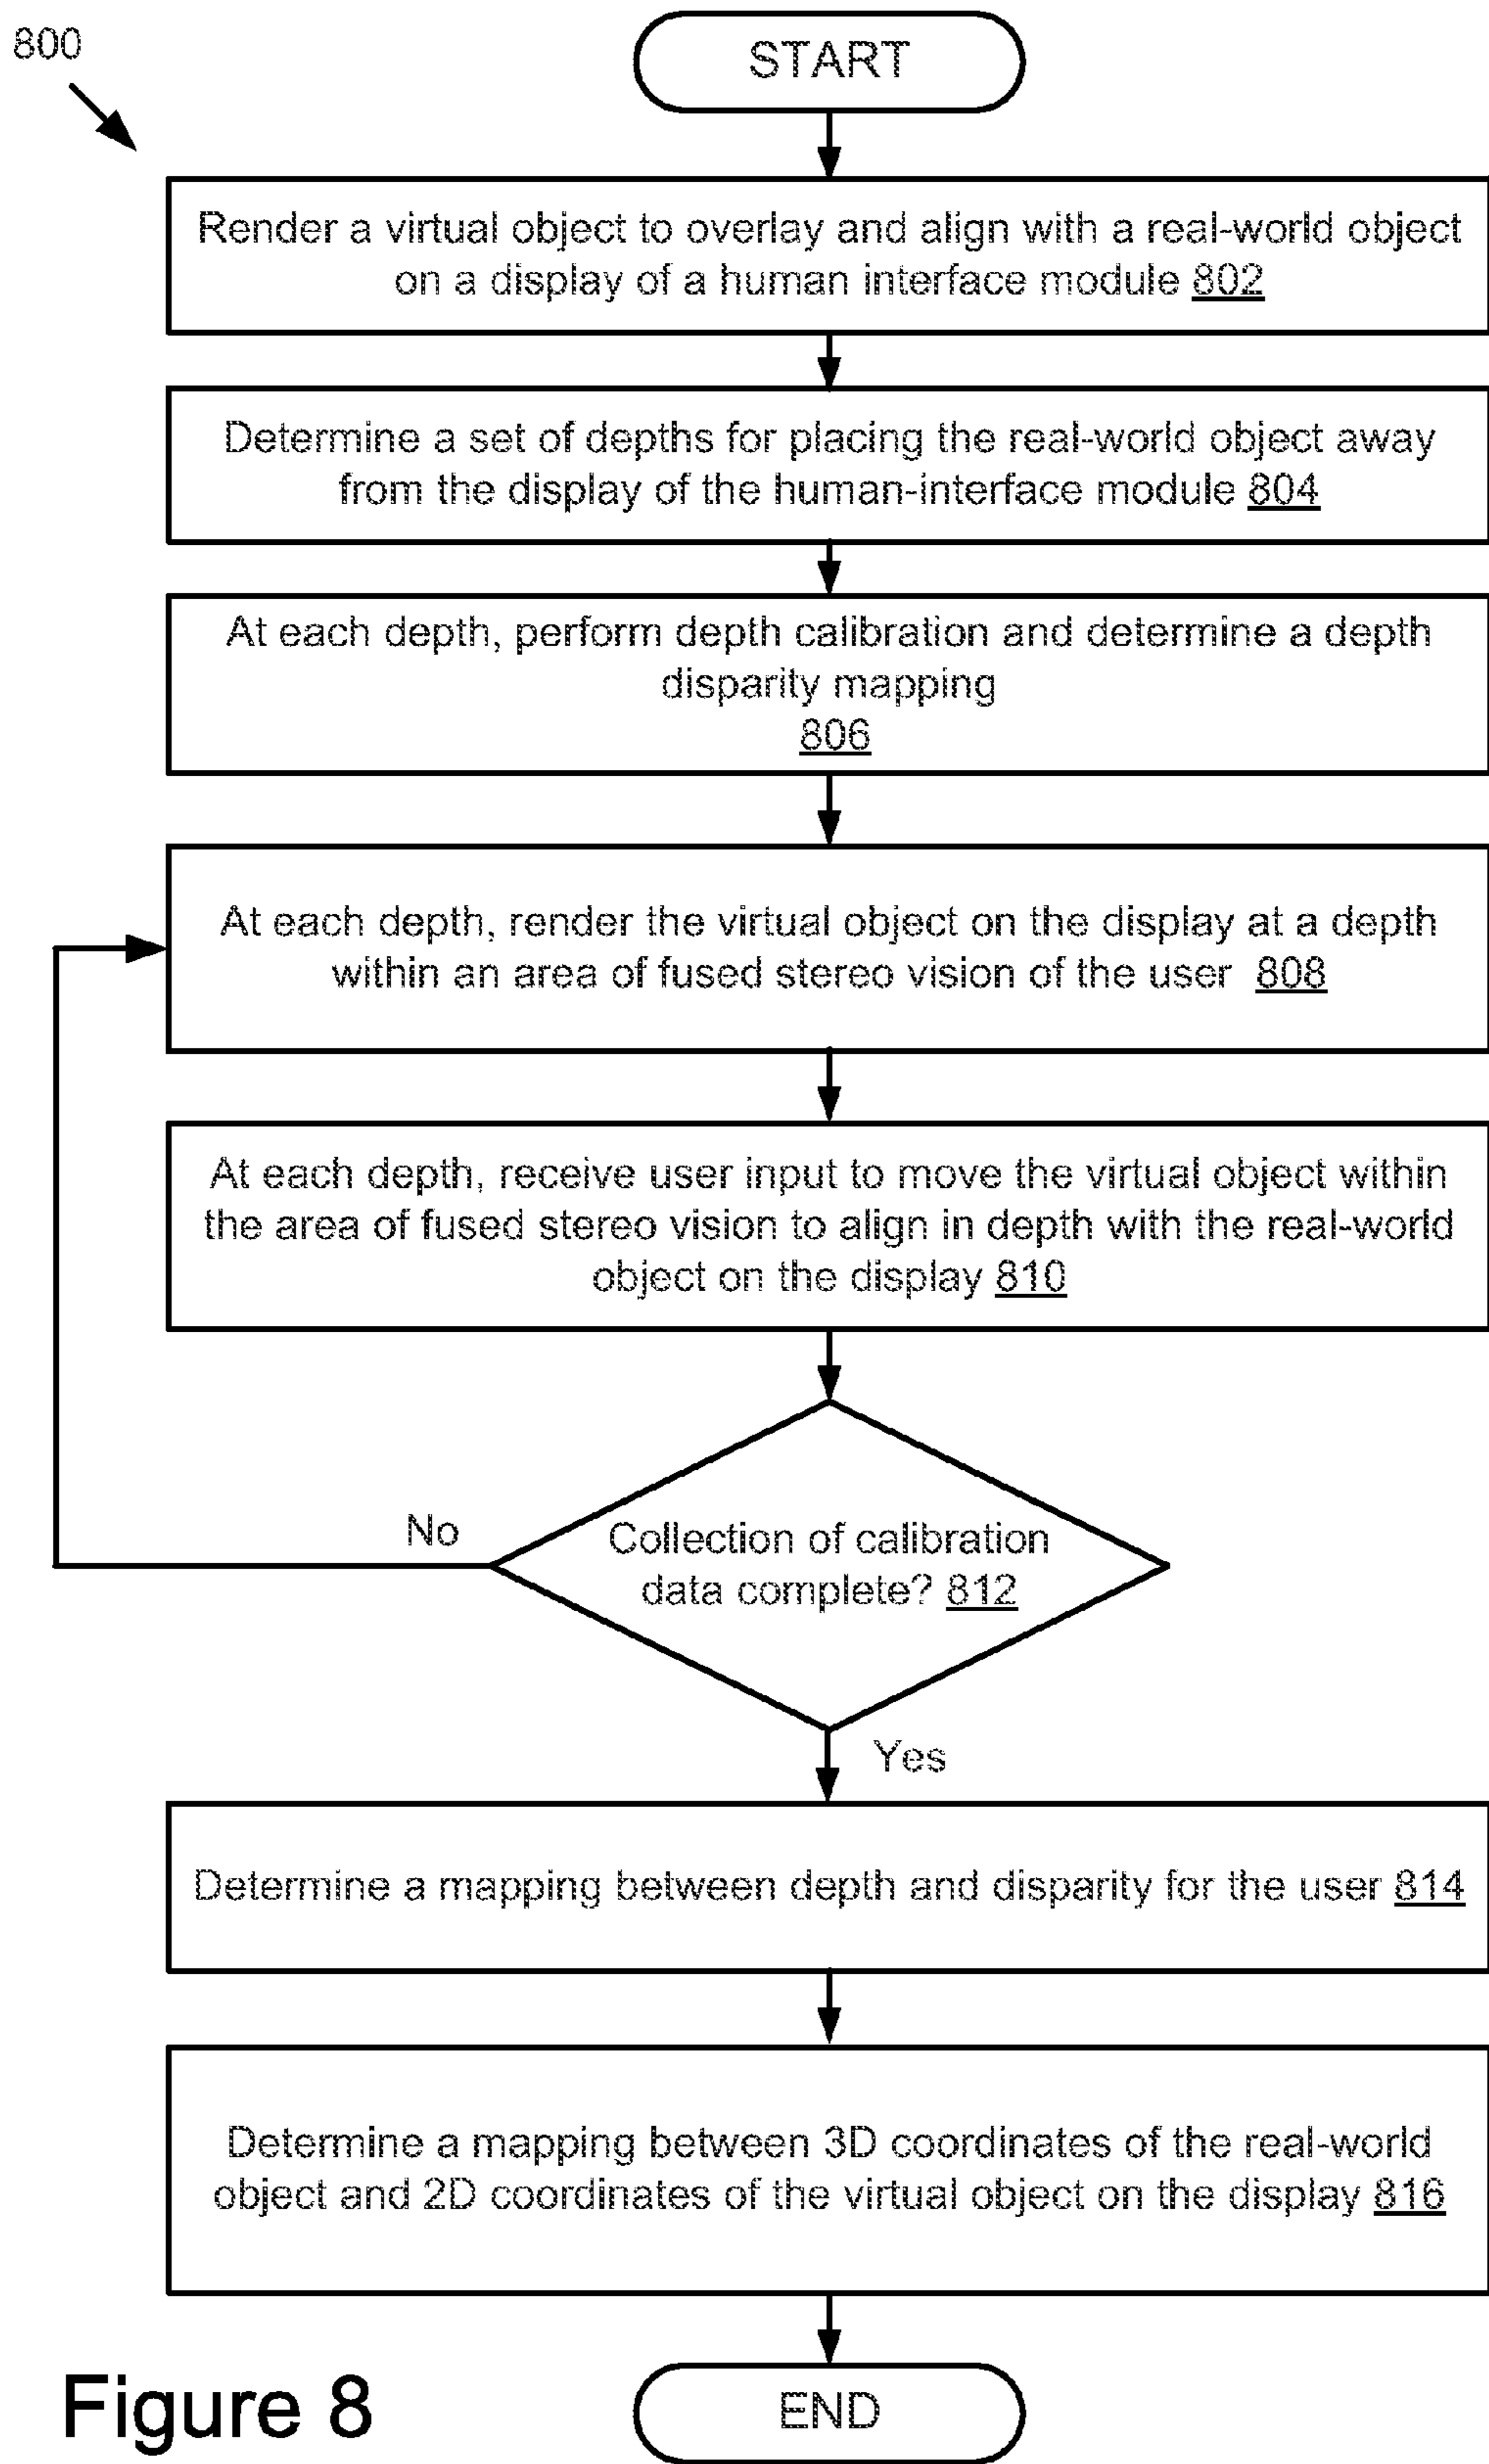 800
START
Render a virtual object to overlay and align with a real-world object
on a display of a human interface module 802
Determine a set of depths for placing the real-world object away
from the display of the human-interface module 804
At each depth, perform depth calibration and determine a depth
disparity mapping
806
At each depth, render the virtual object on the display at a depth
within an area of fused stereo vision of the user 808
At each depth, receive user input to move the virtual object within
the area of fused stereo vision to align in depth with the real-world
object on the display 810
No
Collection of calibration
data complete? 812
Yes
Determine a mapping between depth and disparity for the user 814
Determine a mapping between 3D coordinates of the real-world
object and 2D coordinates of the virtual object on the display 816
END
Figure 8